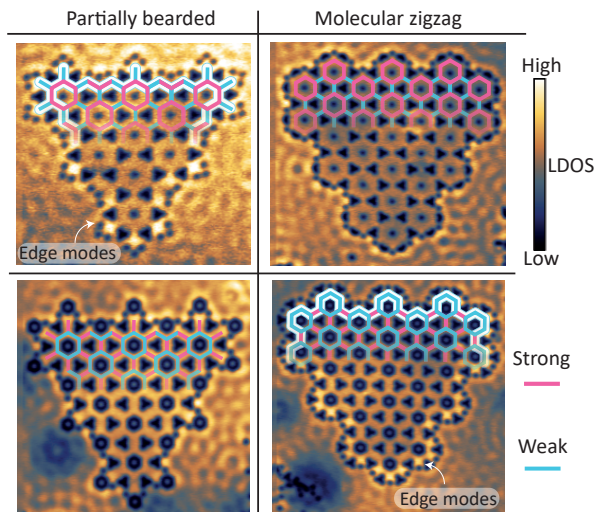 Partially bearded
Molecular zigzag
High
LDOS
Low
Edge modes
Strong
Weak
Edge modes